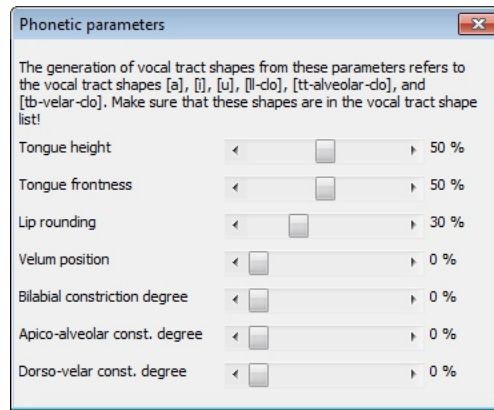 Phonetic parameters
The generation of vocal tract shapes from these parameters refers to
the vocal tract shapes [a], [i], [u], [ll-clo], [tt-alveolar-clo], and
[tb-velar-clo]. Make sure that these shapes are in the vocal tract shape
list!
Tongue height 50 %
Tongue frontness 50 %
Lip rounding 30 %
Velum position 0 %
Bilabial constriction degree 0 %
Apico-alveolar const. degree 0 %
Dorso-velar const. degree 0 %